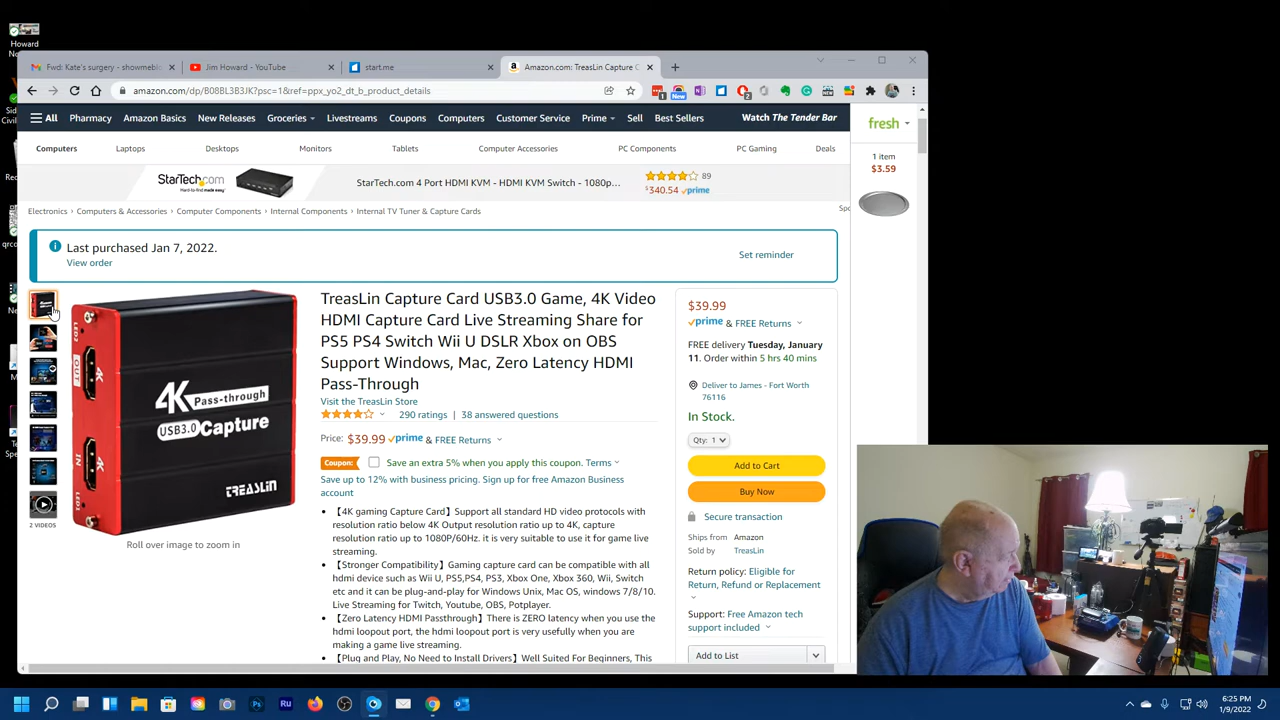 Howard
No
Fwd: Kate's surgery - showmeblo
Jim Howard - YouTube
start.me
Amazon.com: TreasLin Capture C
amazon.com/dp/B08BL3B3JK?psc=1&ref=ppx_yo2_dt_b_product_details
All Pharmacy Amazon Basics New Releases Groceries Livestreams Coupons Computers Customer Service Prime Sell Best Sellers Watch The Tender Bar
fresh
Computers Laptops Desktops Monitors Tablets Computer Accessories PC Components PC Gaming Deals
1 item
$3.59
StarTech.com
Hard-to-find made easy
StarTech.com 4 Port HDMI KVM - HDMI KVM Switch - 1080p...
89
$340.54 prime
Electronics › Computers & Accessories › Computer Components › Internal Components › Internal TV Tuner & Capture Cards
Spo
Last purchased Jan 7, 2022.
View order
Set reminder
LED2
OUT
4K
IN
4K
LED1
4K Pass-through
USB3.0 Capture
TREASLIN
2 VIDEOS
Roll over image to zoom in
TreasLin Capture Card USB3.0 Game, 4K Video
HDMI Capture Card Live Streaming Share for
PS5 PS4 Switch Wii U DSLR Xbox on OBS
Support Windows, Mac, Zero Latency HDMI
Pass-Through
Visit the TreasLin Store
290 ratings | 38 answered questions
Price: $39.99 prime & FREE Returns
Coupon: Save an extra 5% when you apply this coupon. Terms
Save up to 12% with business pricing. Sign up for free Amazon Business
account
• 【4K gaming Capture Card】Support all standard HD video protocols with
resolution ratio below 4K Output resolution ratio up to 4K, capture
resolution ratio up to 1080P/60Hz. it is very suitable to use it for game live
streaming.
• 【Stronger Compatibility】Gaming capture card can be compatible with all
hdmi device such as Wii U, PS5,PS4, PS3, Xbox One, Xbox 360, Wii, Switch
etc and it can be plug-and-play for Windows Unix, Mac OS, windows 7/8/10.
Live Streaming for Twitch, Youtube, OBS, Potplayer.
• 【Zero Latency HDMI Passthrough】There is ZERO latency when you use the
hdmi loopout port, the hdmi loopout port is very usefully when you are
making a game live streaming.
• 【Plug and Play, No Need to Install Drivers】Well Suited For Beginners, This
$39.99
prime & FREE Returns
FREE delivery Tuesday, January
11. Order within 5 hrs 40 mins
Deliver to James - Fort Worth
76116
In Stock.
Qty: 1
Add to Cart
Buy Now
Secure transaction
Ships from Amazon
Sold by TreasLin
Return policy: Eligible for
Return, Refund or Replacement
Support: Free Amazon tech
support included
Add to List
6:25 PM
1/9/2022